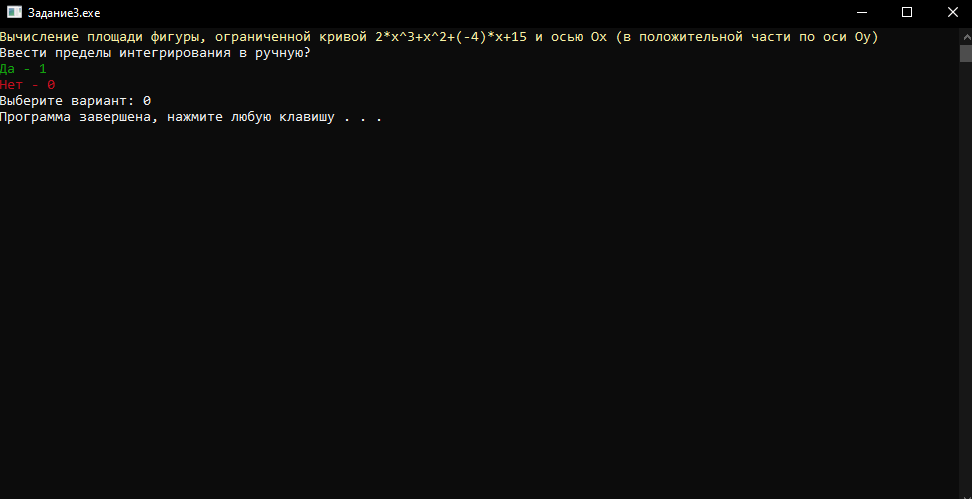 Задание3.exe
Вычисление площади фигуры, ограниченной кривой 2*x^3+x^2+(-4)*x+15 и осью Ox (в положительной части по оси Oy)
Ввести пределы интегрирования в ручную?
Да - 1
Нет - 0
Выберите вариант: 0
Программа завершена, нажмите любую клавишу . . .